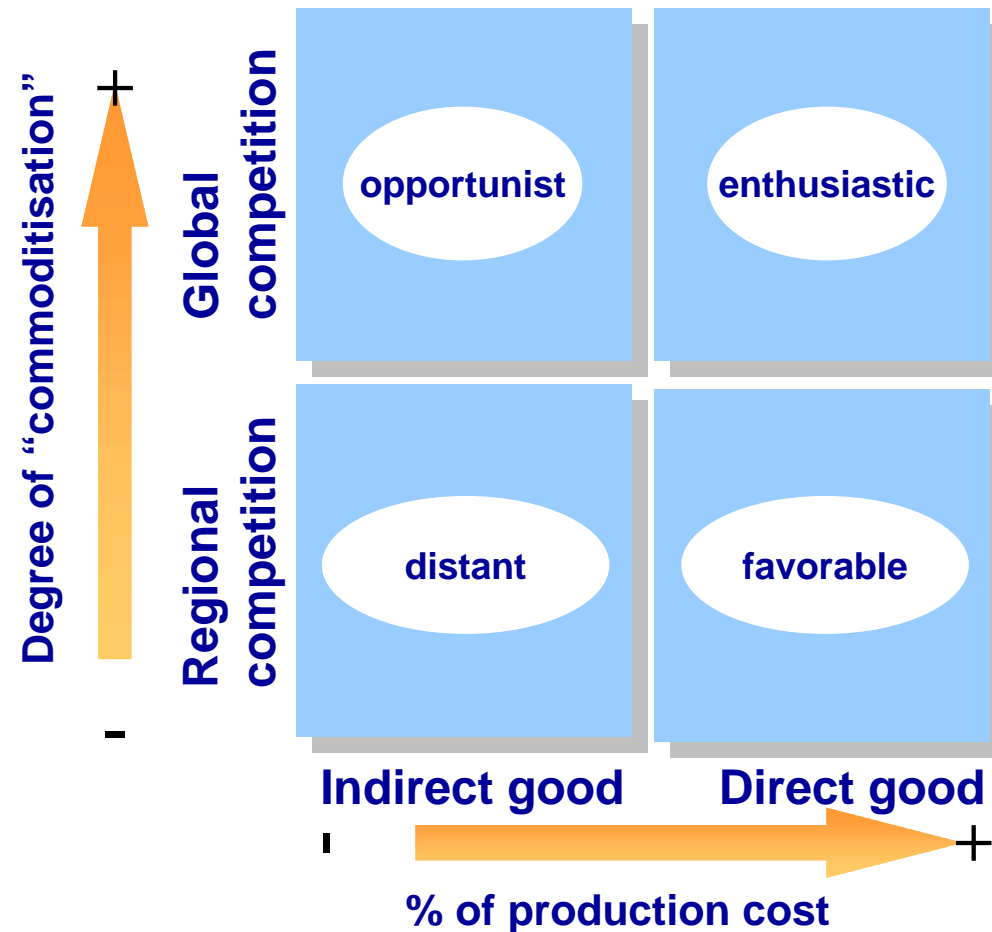 Degree of “commoditisation”
+
-
Global
competition
Regional
competition
opportunist
enthusiastic
distant
favorable
Indirect good
Direct good
-
+
% of production cost